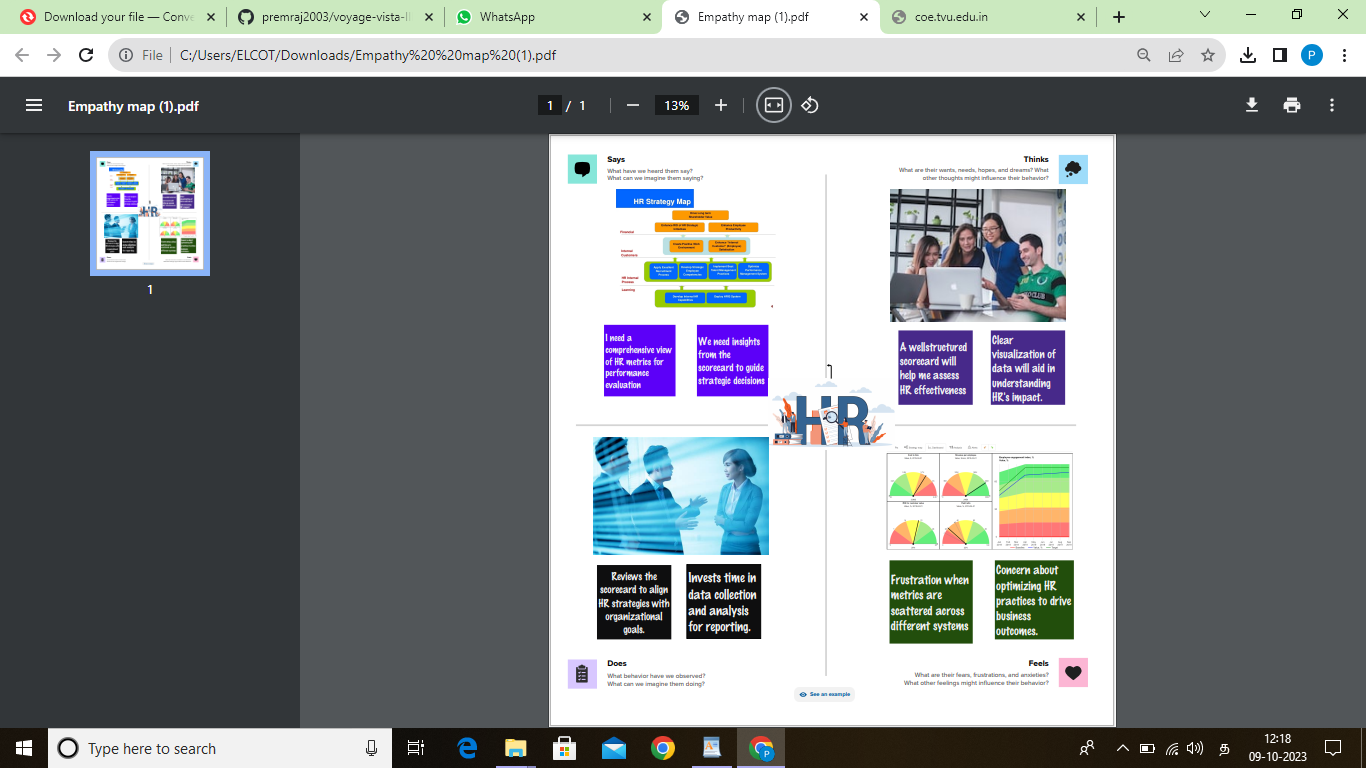 Download your file — Conve
premraj2003/voyage-vista-ll
WhatsApp
Empathy map (1).pdf
coe.tvu.edu.in
File
C:/Users/ELCOT/Downloads/Empathy%20%20map%20(1).pdf
P
Empathy map (1).pdf
1 / 1
13%
1
Says
What have we heard them say?
What can we imagine them saying?
Thinks
What are their wants, needs, hopes, and dreams? What
other thoughts might influence their behavior?
HR Strategy Map
Financial
Internal
Customers
HR Internal
Process
Learning
I need a
comprehensive view
of HR metrics for
performance
evaluation
We need insights
from the
scorecard to guide
strategic decisions
A wellstructured
scorecard will
help me assess
HR effectiveness
Clear
visualization of
data will aid in
understanding
HR's impact.
HR
Reviews the
scorecard to align
HR strategies with
organizational
goals.
Invests time in
data collection
and analysis
for reporting.
Frustration when
metrics are
scattered across
different systems
Concern about
optimizing HR
practices to drive
business
outcomes.
Does
What behavior have we observed?
What can we imagine them doing?
Feels
What are their fears, frustrations, and anxieties?
What other feelings might influence their behavior?
See an example
Type here to search
P
த
12:18
09-10-2023